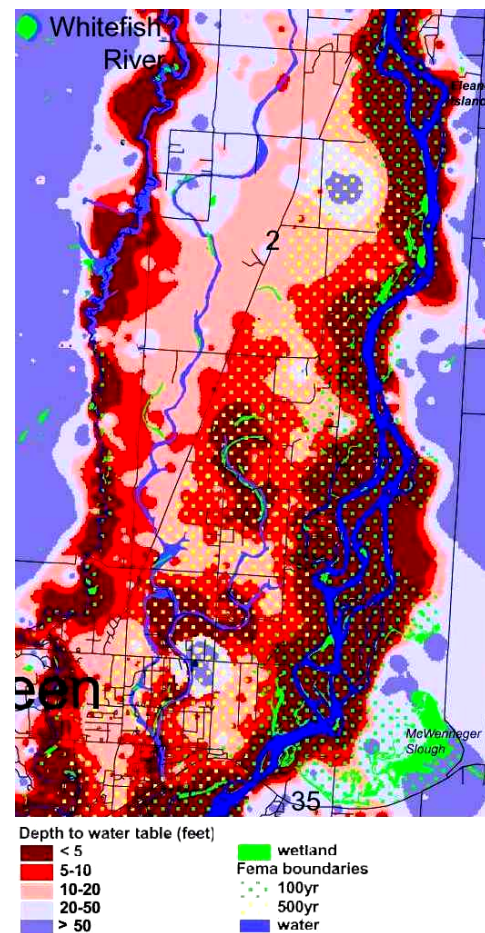 Whitefish
River
Island
2
een
McWenneger
Slough
35
Depth to water table (feet)
< 5
5-10
10-20
20-50
> 50
wetland
Fema boundaries
100yr
500yr
water